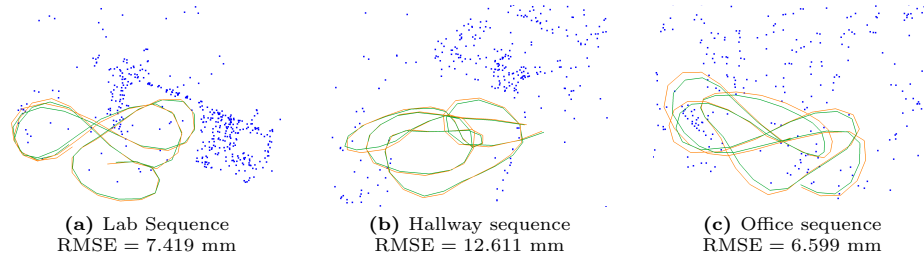 (a) Lab Sequence
RMSE = 7.419 mm
(b) Hallway sequence
RMSE = 12.611 mm
(c) Office sequence
RMSE = 6.599 mm